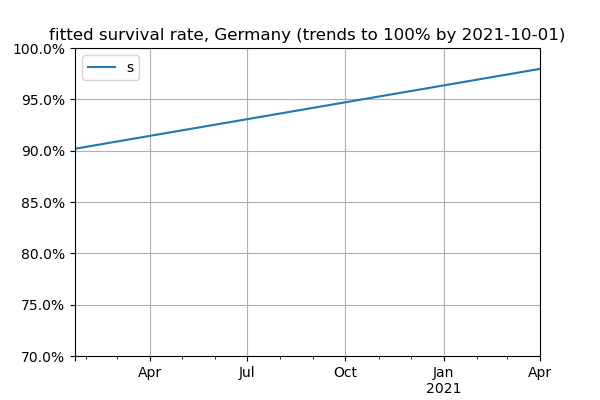 fitted survival rate, Germany (trends to 100% by 2021-10-01)
100.0%
s
95.0%
90.0%
85.0%
80.0%
75.0%
70.0%
Apr Jul Oct Jan Apr
2021